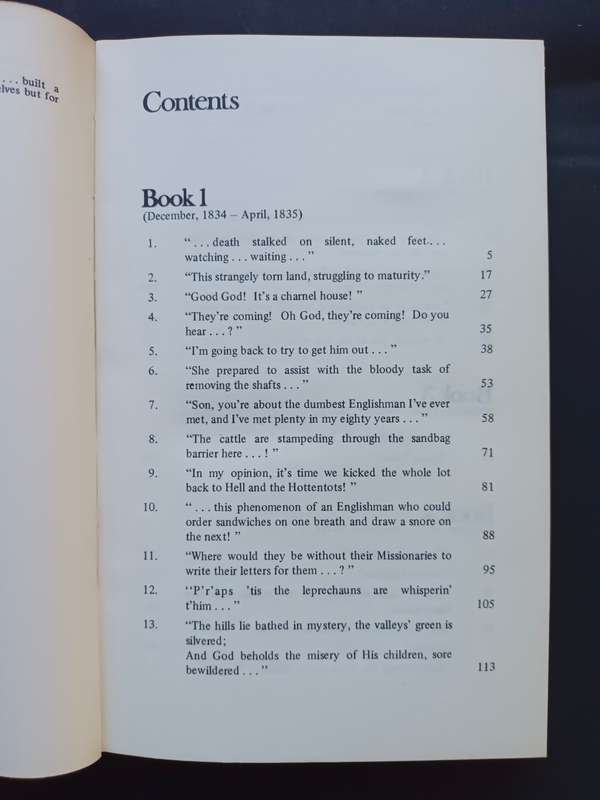 ... built a
elves but for
Contents
Book 1
(December, 1834 – April, 1835)
1. “ . . . death stalked on silent, naked feet . . .
watching . . . waiting . . . ” 5
2. “This strangely torn land, struggling to maturity.” 17
3. “Good God! It’s a charnel house! ” 27
4. “They’re coming! Oh God, they’re coming! Do you
hear . . . ? ” 35
5. “I’m going back to try to get him out . . . ” 38
6. “She prepared to assist with the bloody task of
removing the shafts . . . ” 53
7. “Son, you’re about the dumbest Englishman I’ve ever
met, and I’ve met plenty in my eighty years . . . ” 58
8. “The cattle are stampeding through the sandbag
barrier here . . . ! ” 71
9. “In my opinion, it’s time we kicked the whole lot
back to Hell and the Hottentots! ” 81
10. “ . . . this phenomenon of an Englishman who could
order sandwiches on one breath and draw a snore on
the next! ” 88
11. “Where would they be without their Missionaries to
write their letters for them . . . ? ” 95
12. “P’r’aps ’tis the leprechauns are whisperin’
t’him . . . ” 105
13. “The hills lie bathed in mystery, the valleys’ green is
silvered;
And God beholds the misery of His children, sore
bewildered . . . ” 113